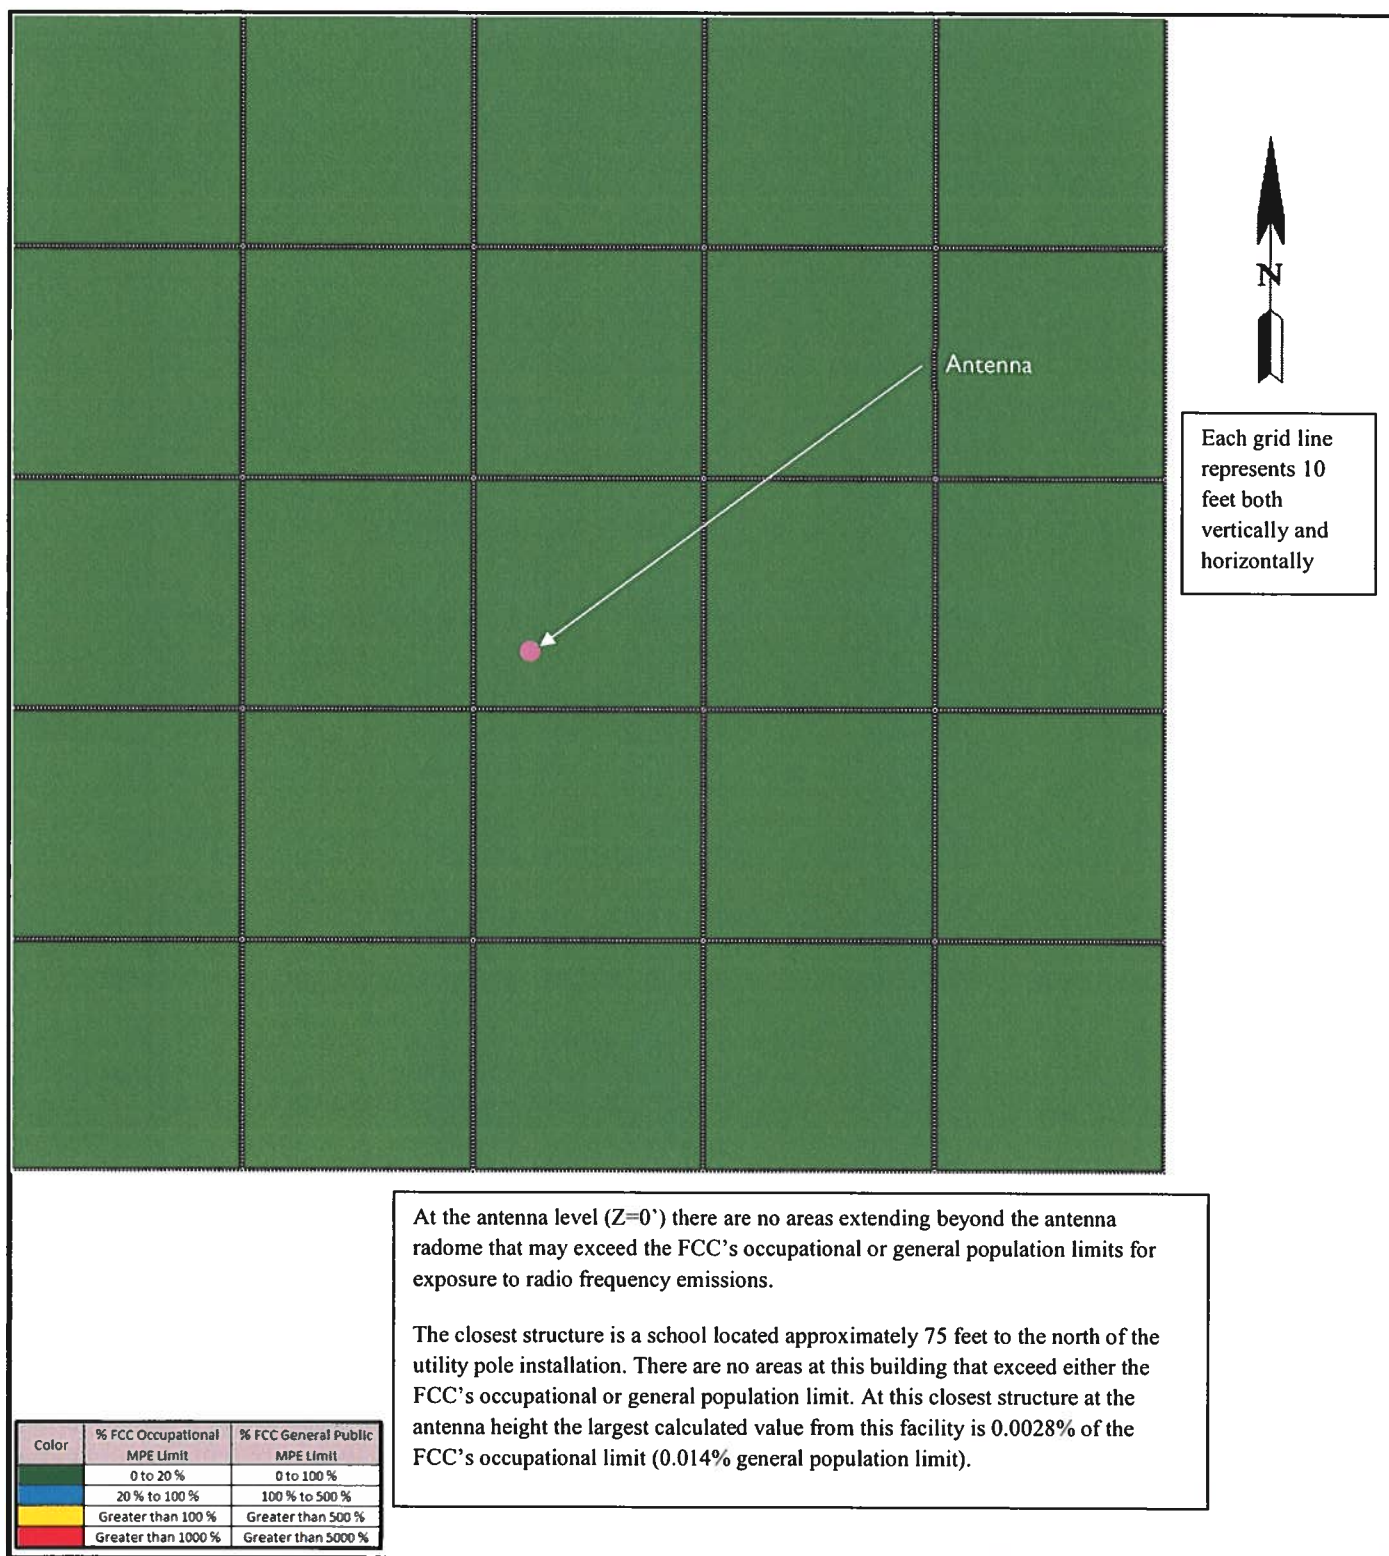 Antenna
N
Each grid line
represents 10
feet both
vertically and
horizontally
At the antenna level (Z=0’) there are no areas extending beyond the antenna
radome that may exceed the FCC’s occupational or general population limits for
exposure to radio frequency emissions.
The closest structure is a school located approximately 75 feet to the north of the
utility pole installation. There are no areas at this building that exceed either the
FCC’s occupational or general population limit. At this closest structure at the
antenna height the largest calculated value from this facility is 0.0028% of the
FCC’s occupational limit (0.014% general population limit).
Color % FCC Occupational MPE Limit % FCC General Public MPE Limit
0 to 20 % 0 to 100 %
20 % to 100 % 100 % to 500 %
Greater than 100 % Greater than 500 %
Greater than 1000 % Greater than 5000 %